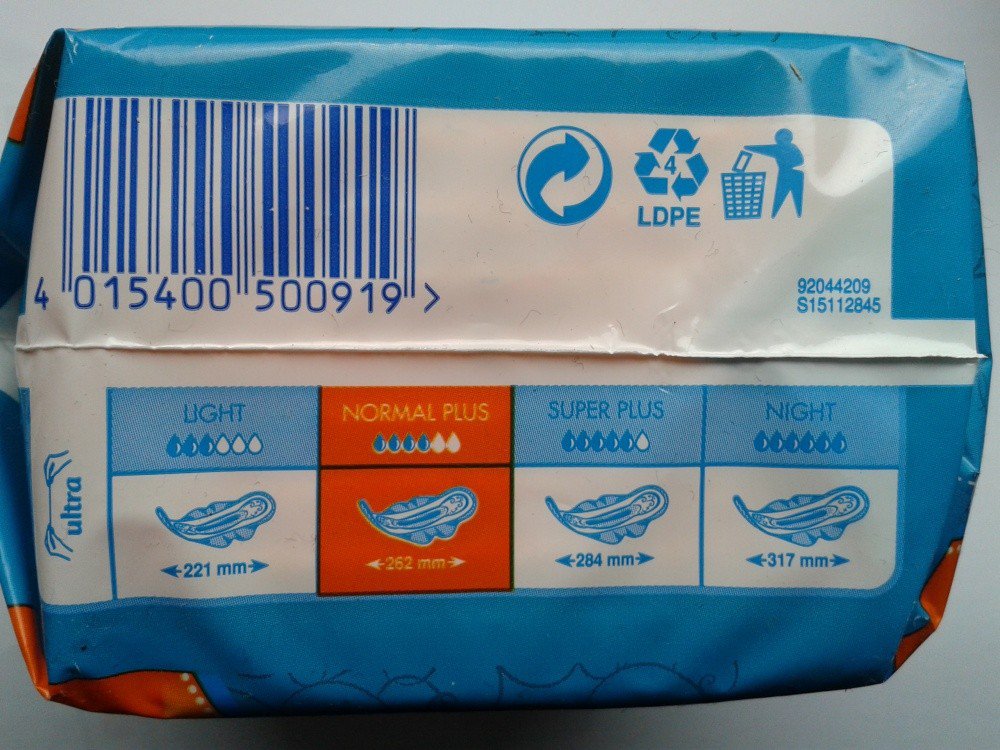 4 015400 500919 >
4
LDPE
92044209
S15112845
ultra
LIGHT
NORMAL PLUS
SUPER PLUS
NIGHT
221 mm
262 mm
284 mm
317 mm